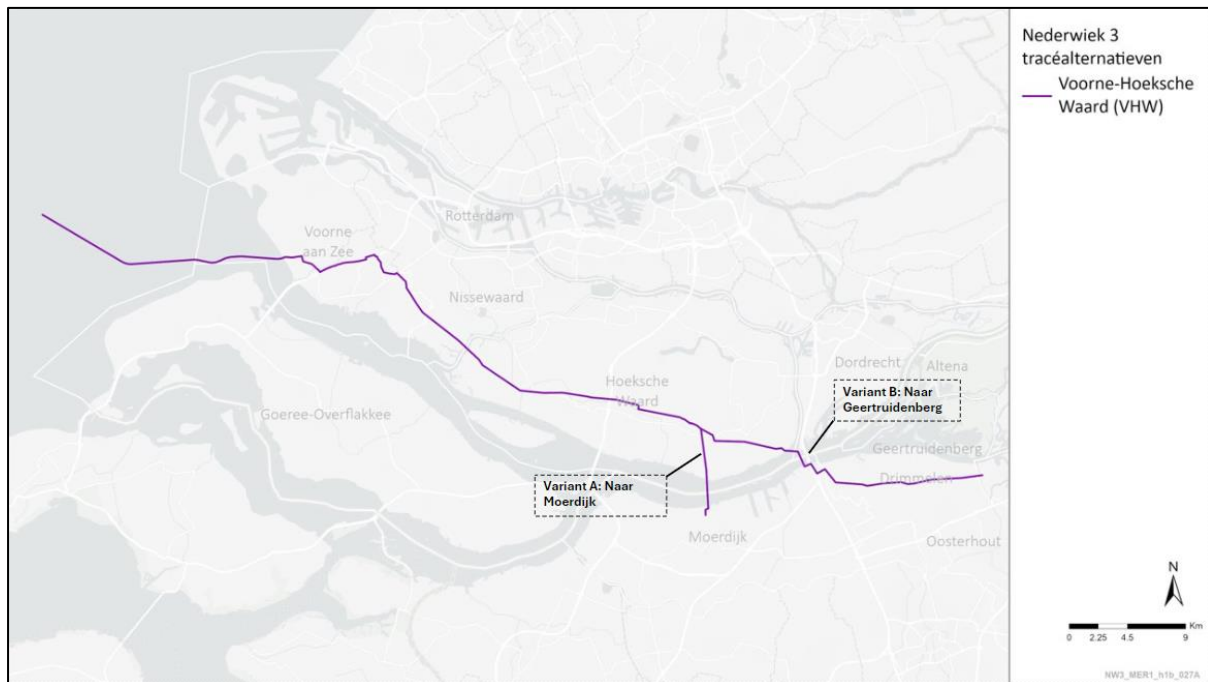 Nederwiek 3
tracéalternatieven
Voorne-Hoeksche
Waard (VHW)
Rotterdam
Voorne
aan Zee
Nissewaard
Dordrecht
Altena
Hoeksche
Waard
Variant B: Naar
Geertruidenberg
Goeree-Overflakkee
Geertruidenberg
Drimmelen
Variant A: Naar
Moerdijk
Moerdijk
Oosterhout
N
0 2.25 4.5 9 Km
NW3_MER1_h1b_027A